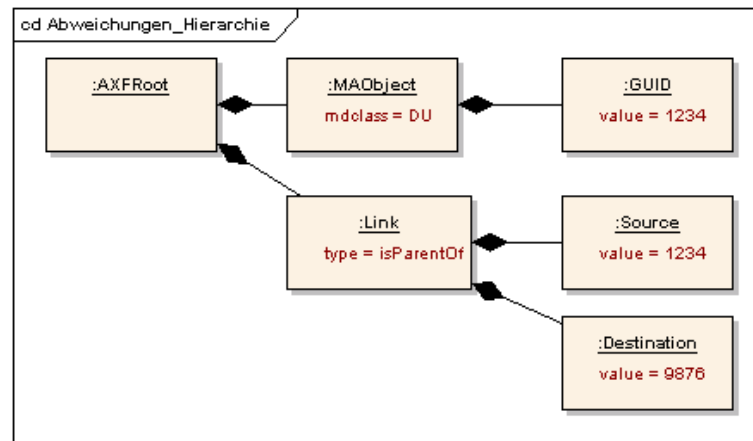 cd Abweichungen_Hierarchie
:AXFRoot
:MAObject
mdclass = DU
:GUID
value = 1234
:Link
type = isParentOf
:Source
value = 1234
:Destination
value = 9876